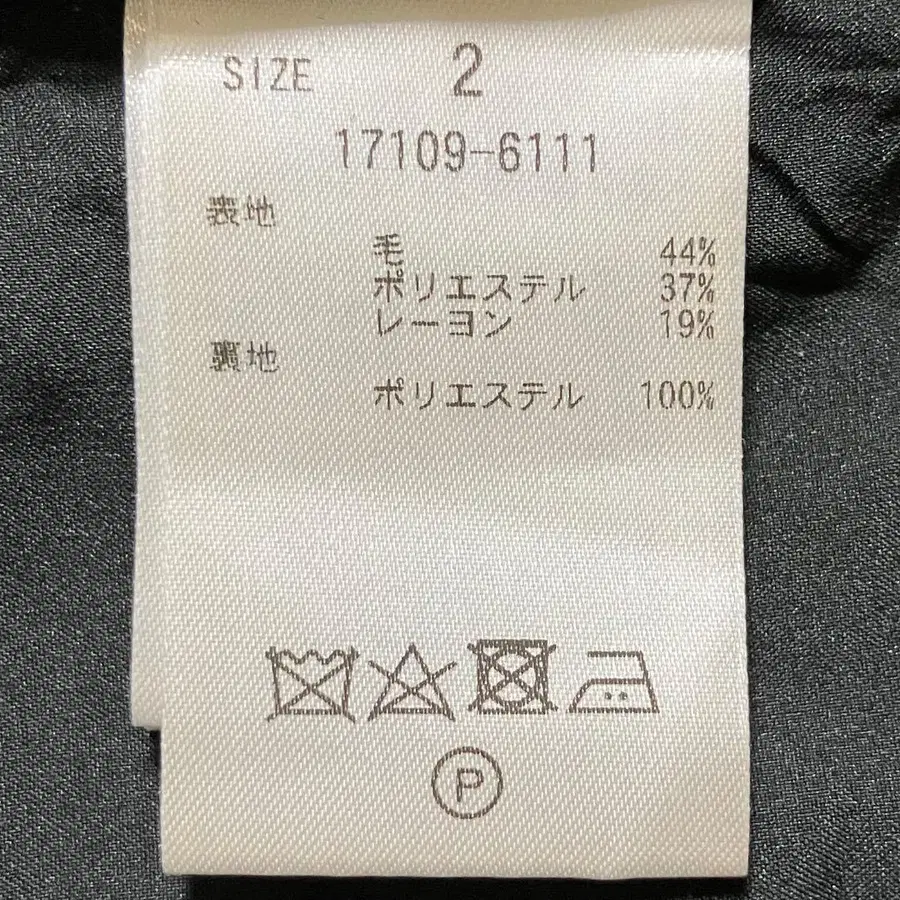 SIZE 2
17109-6111
表地
毛 44%
ポリエステル 37%
レーヨン 19%
裏地
ポリエステル 100%
P